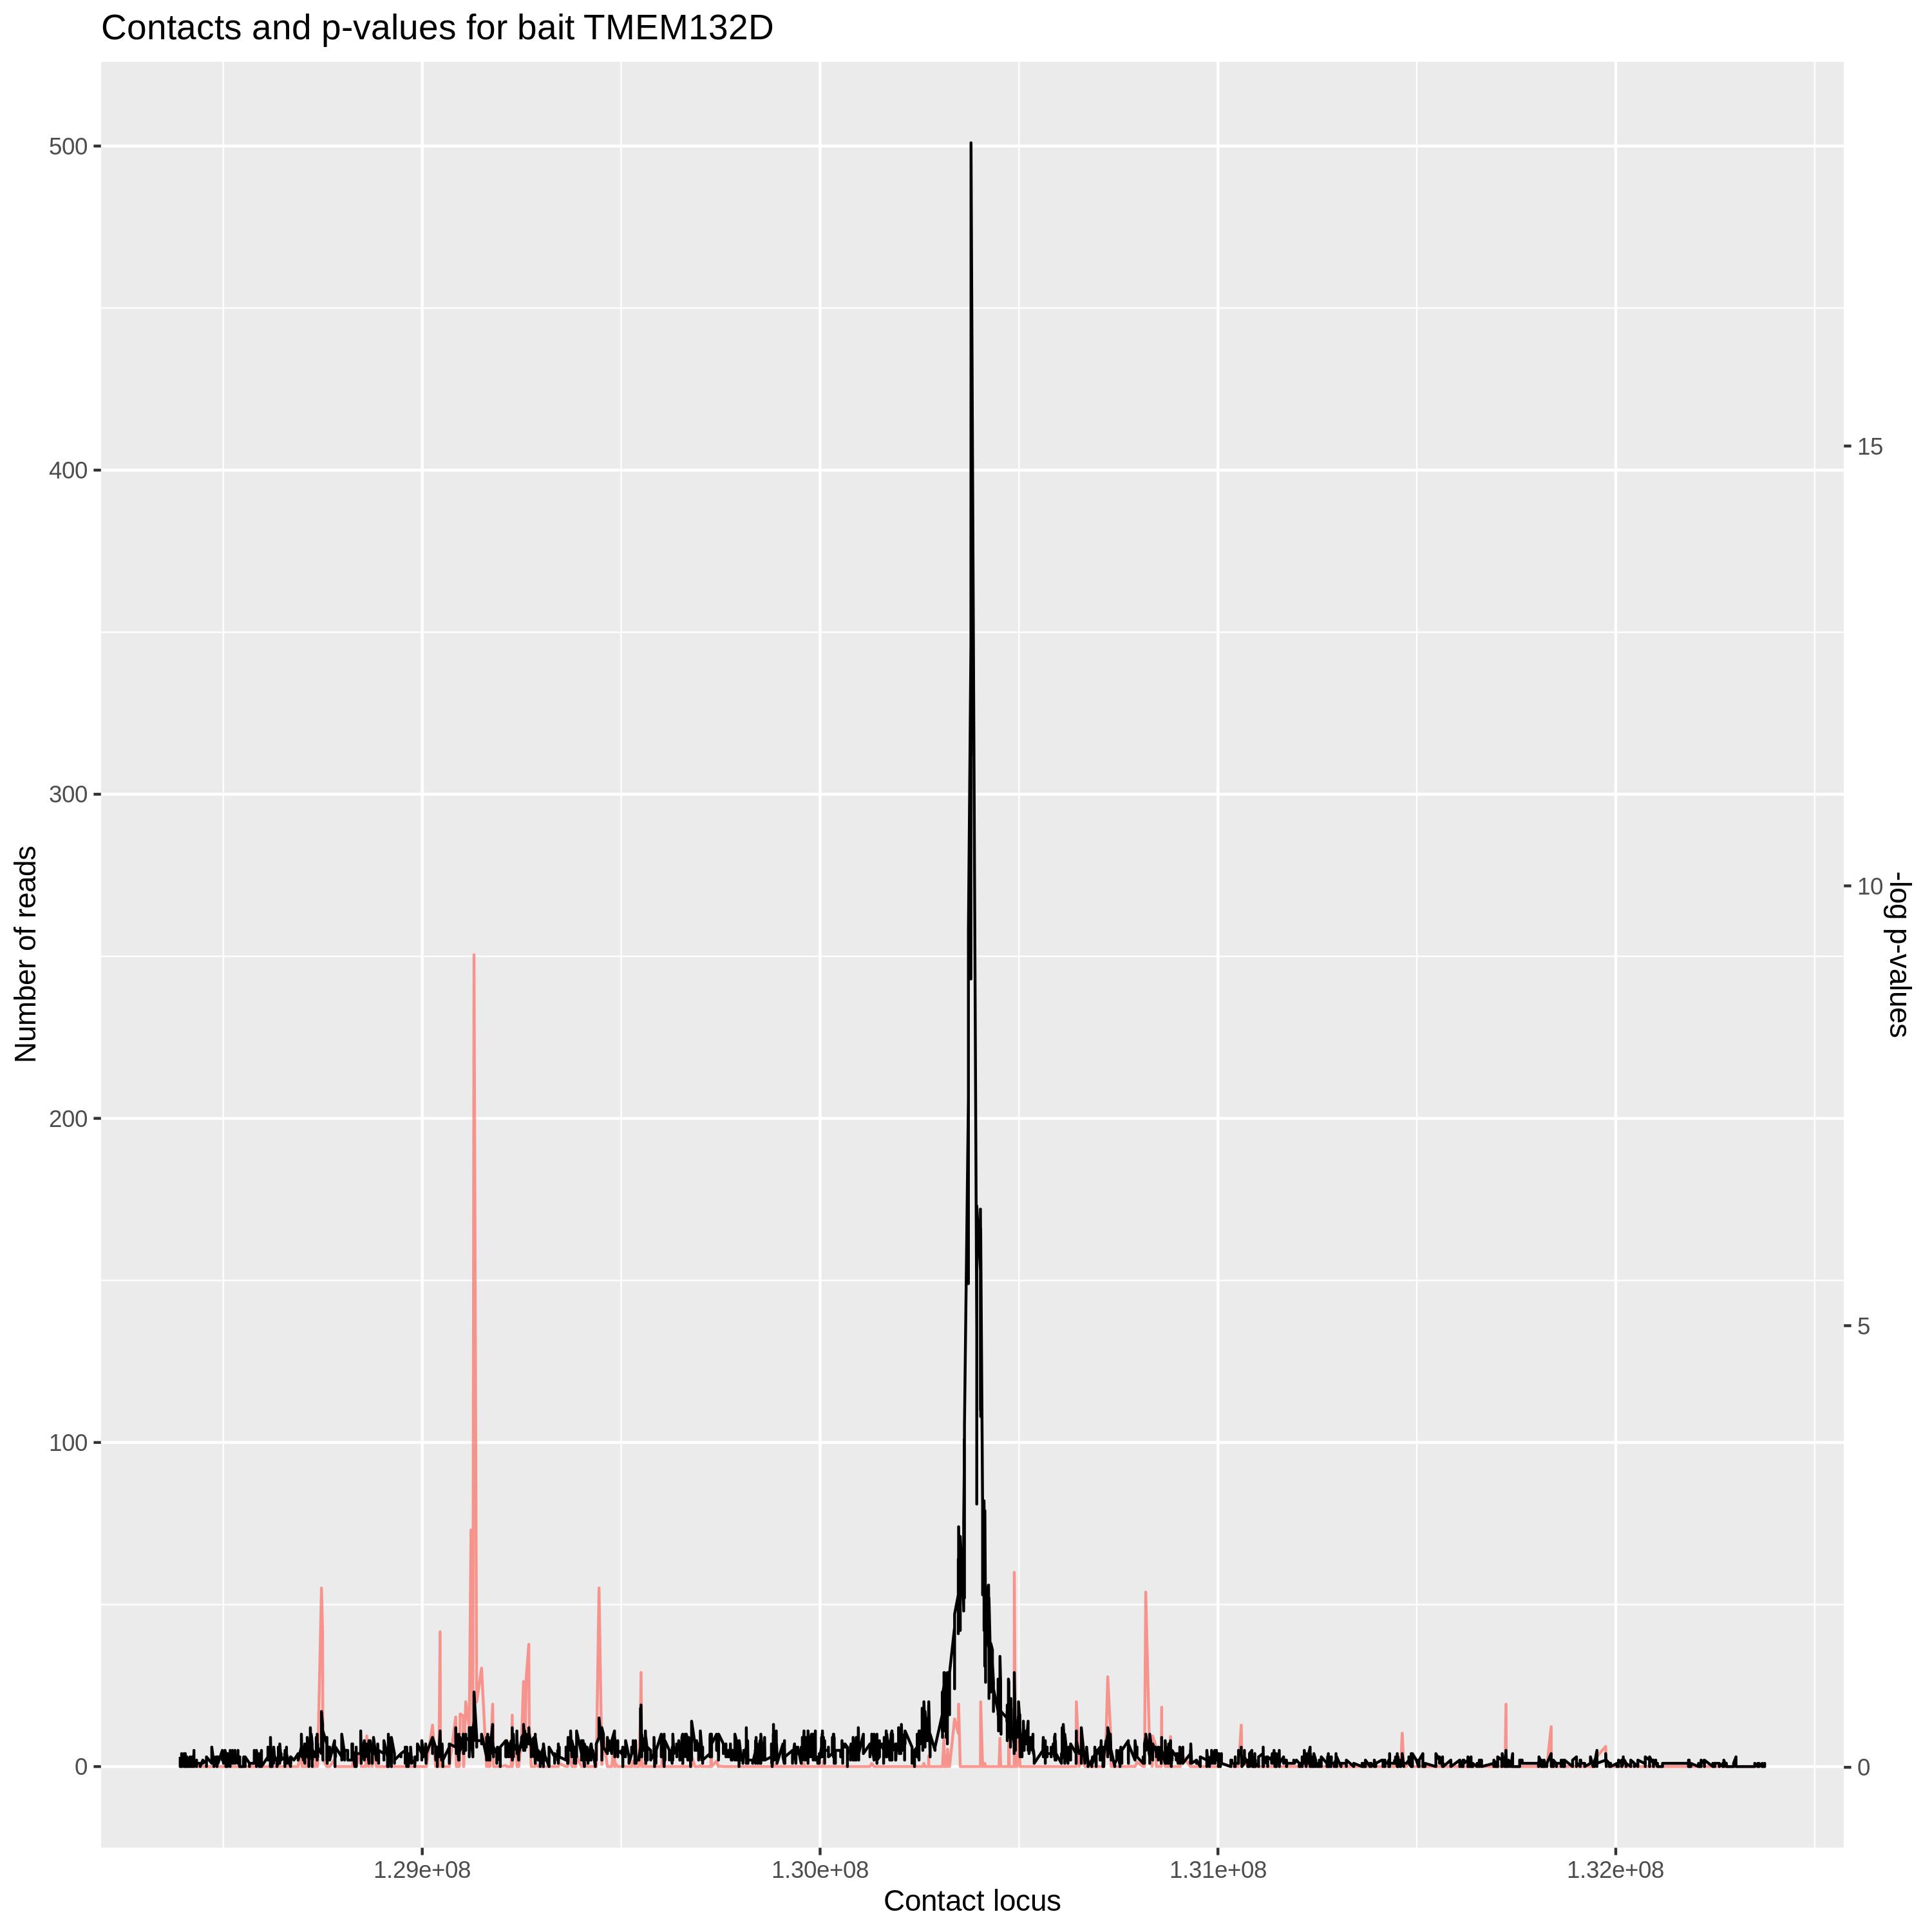 Contacts and p-values for bait TMEM132D
500
400
300
200
100
0
Number of reads
15
10
5
0
-log p-values
1.29e+08
1.30e+08
1.31e+08
1.32e+08
Contact locus